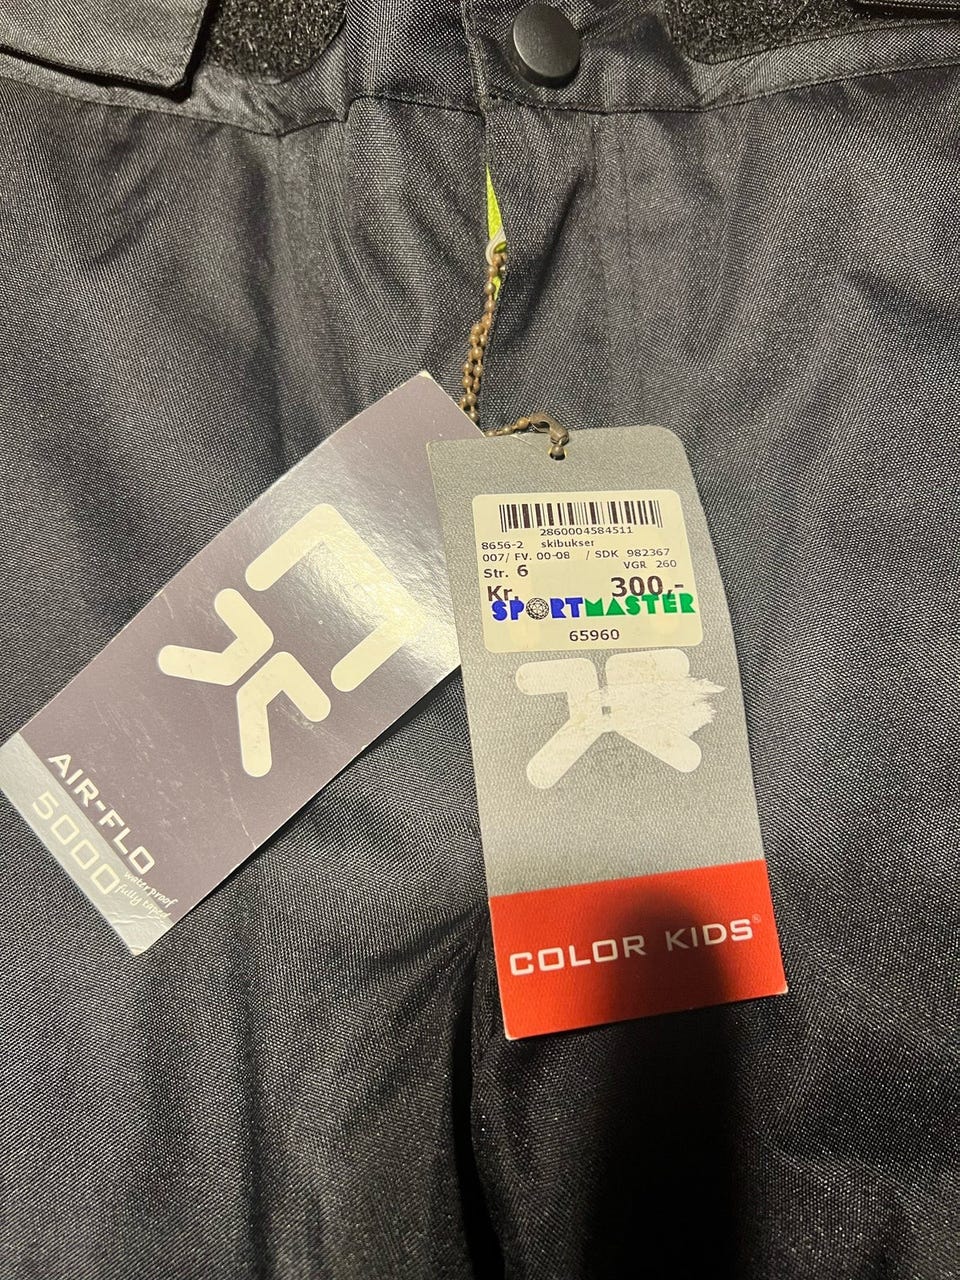 2860004584511
8656-2 skibukser
007/ FV. 00-08 / SDK 982367
Str. 6 VGR 260
Kr. 300,-
SPORTMASTER
65960
COLOR KIDS®
AIR-FLO
5000
waterproof
fully taped